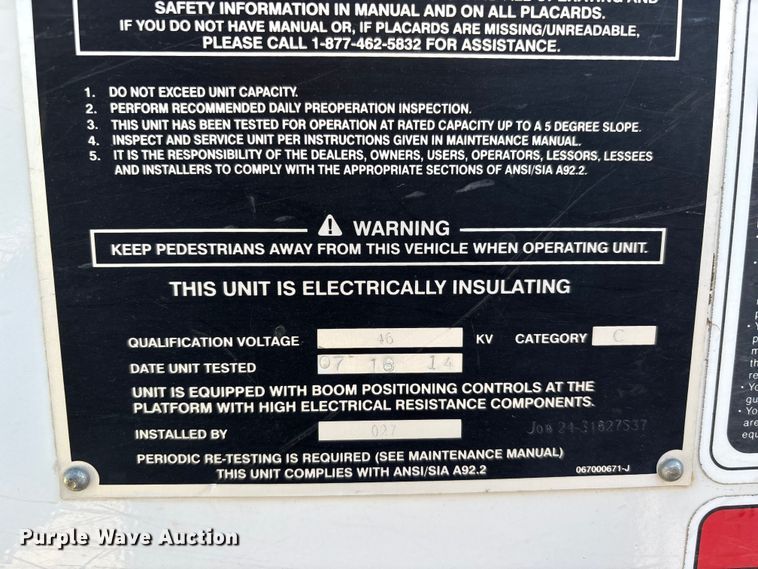 SAFETY INFORMATION IN MANUAL AND ON ALL PLACARDS.
IF YOU DO NOT HAVE MANUAL OR, IF PLACARDS ARE MISSING/UNREADABLE,
PLEASE CALL 1-877-462-5832 FOR ASSISTANCE.
1. DO NOT EXCEED UNIT CAPACITY.
2. PERFORM RECOMMENDED DAILY PREOPERATION INSPECTION.
3. THIS UNIT HAS BEEN TESTED FOR OPERATION AT RATED CAPACITY UP TO A 5 DEGREE SLOPE.
4. INSPECT AND SERVICE UNIT PER INSTRUCTIONS GIVEN IN MAINTENANCE MANUAL.
5. IT IS THE RESPONSIBILITY OF THE DEALERS, OWNERS, USERS, OPERATORS, LESSORS, LESSEES
AND INSTALLERS TO COMPLY WITH THE APPROPRIATE SECTIONS OF ANSI/SIA A92.2.
WARNING
KEEP PEDESTRIANS AWAY FROM THIS VEHICLE WHEN OPERATING UNIT.
THIS UNIT IS ELECTRICALLY INSULATING
QUALIFICATION VOLTAGE 46 KV CATEGORY C
DATE UNIT TESTED 07 18 14
UNIT IS EQUIPPED WITH BOOM POSITIONING CONTROLS AT THE
PLATFORM WITH HIGH ELECTRICAL RESISTANCE COMPONENTS.
INSTALLED BY 027 Job 24-31827537
PERIODIC RE-TESTING IS REQUIRED (SEE MAINTENANCE MANUAL)
THIS UNIT COMPLIES WITH ANSI/SIA A92.2 067000671-J
Purple Wave Auction